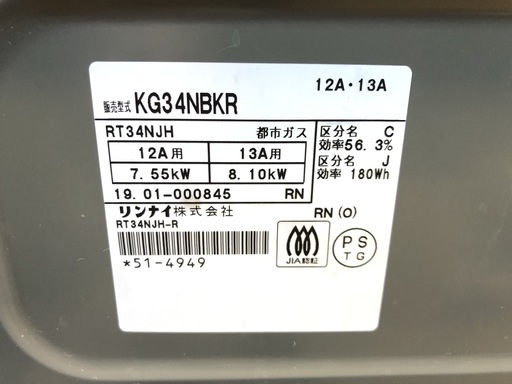 12A・13A
販売型式 KG34NBKR
RT34NJH 都市ガス
12A用 13A用
7.55kW 8.10kW
19.01-000845 RN
区分名 C
効率56.3%
区分名 J
効率 180Wh
リンナイ株式会社
RN (O)
RT34NJH-R
*51-4949
JIA認証
PS
TG